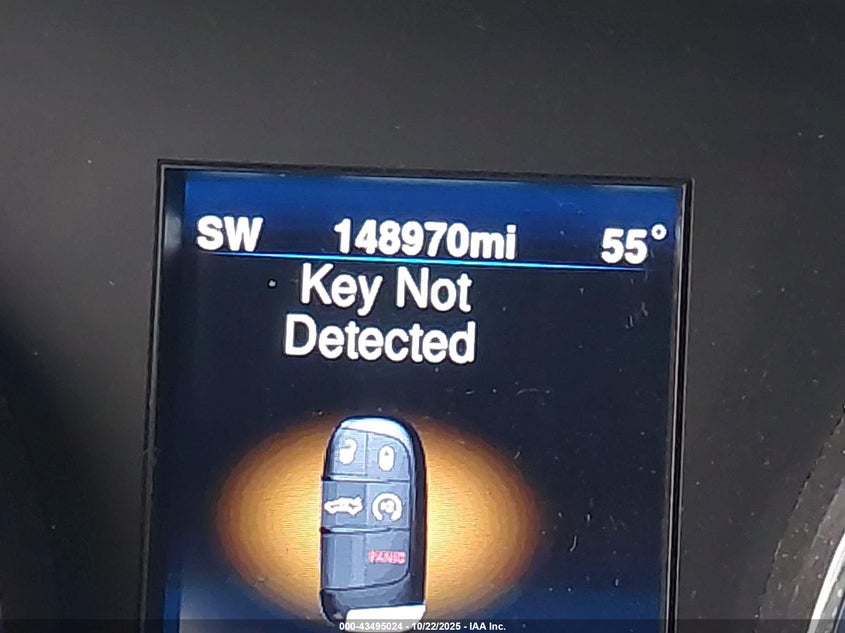 SW 148970mi 55°
Key Not
Detected
PANIC
000-43495024 - 10/22/2025 - IAA Inc.